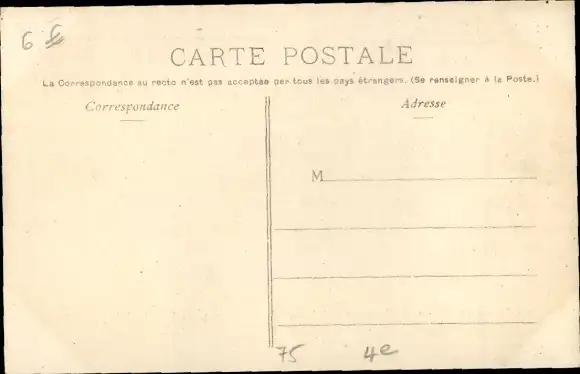 6 6
CARTE POSTALE
La Correspondance au recto n'est pas acceptée par tous les pays étrangers. (Se renseigner à la Poste.)
Correspondance
Adresse
M
75 4e